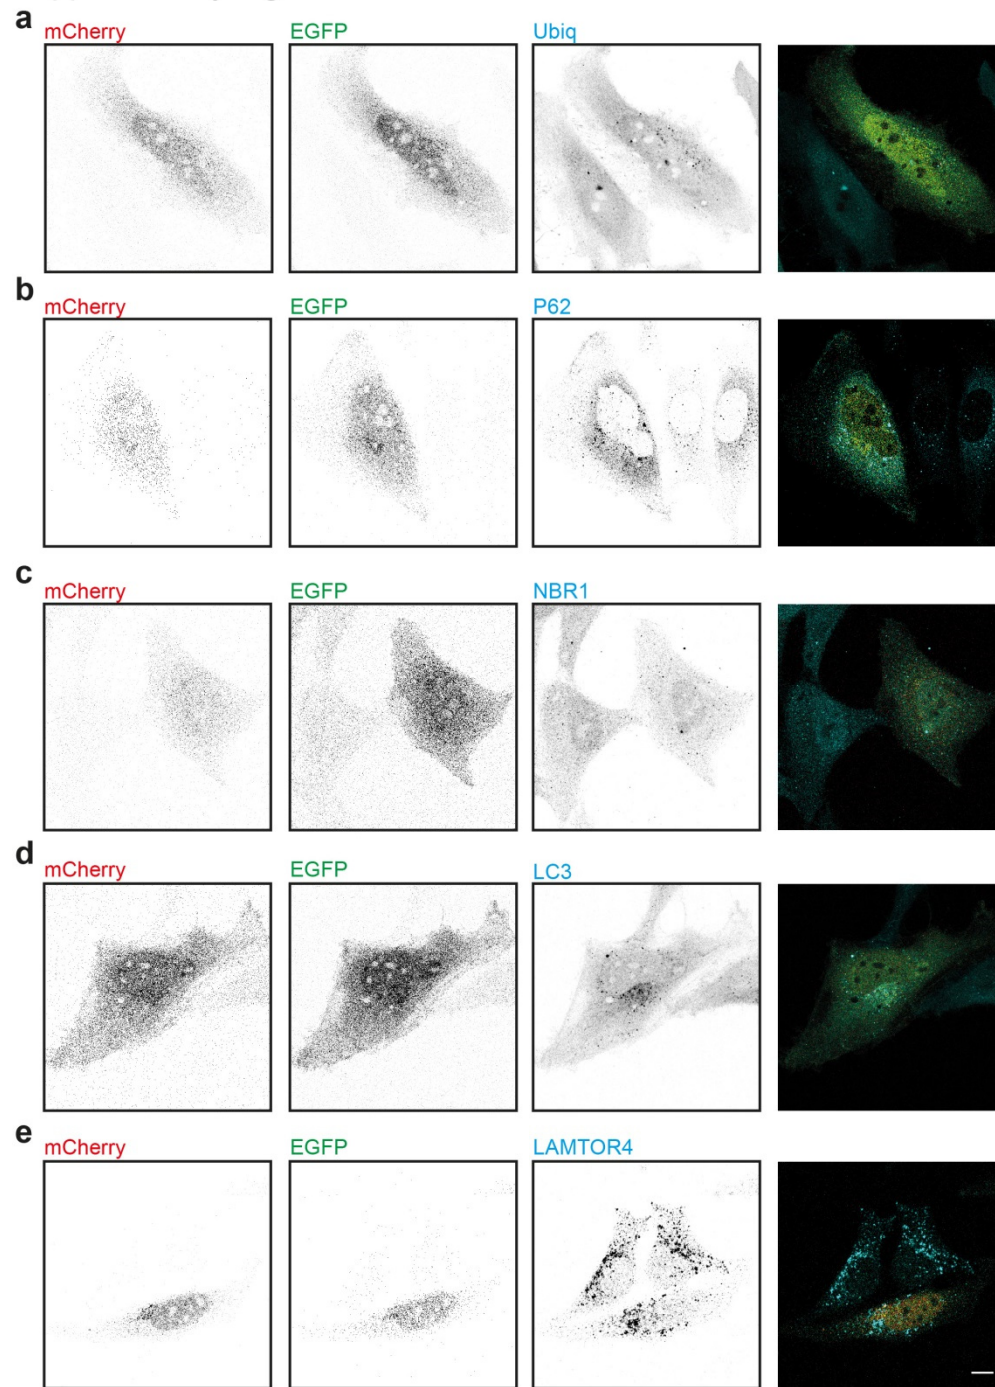 a
mCherry EGFP Ubiq
b
mCherry EGFP P62
c
mCherry EGFP NBR1
d
mCherry EGFP LC3
e
mCherry EGFP LAMTOR4